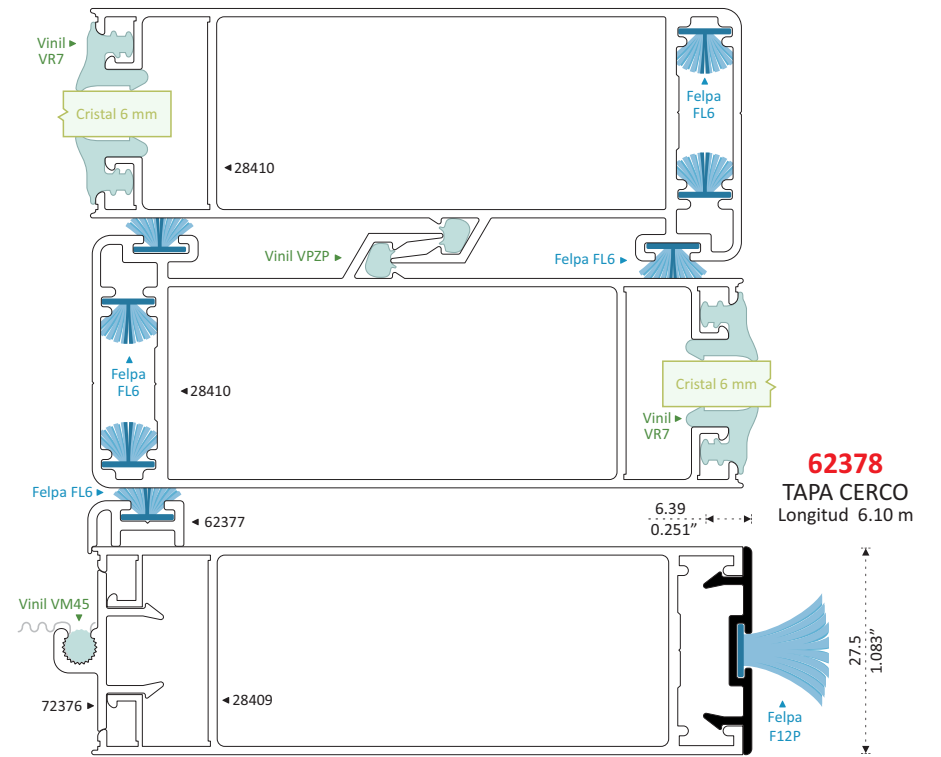 Vinil
VR7
Cristal 6 mm
Felpa
FL6
28410
Vinil VPZP
Felpa FL6
Felpa
FL6
28410
Cristal 6 mm
Vinil
VR7
62378
TAPA CERCO
Longitud 6.10 m
Felpa FL6
62377
6.39
0.251”
Vinil VM45
27.5
1.083”
72376
28409
Felpa
F12P